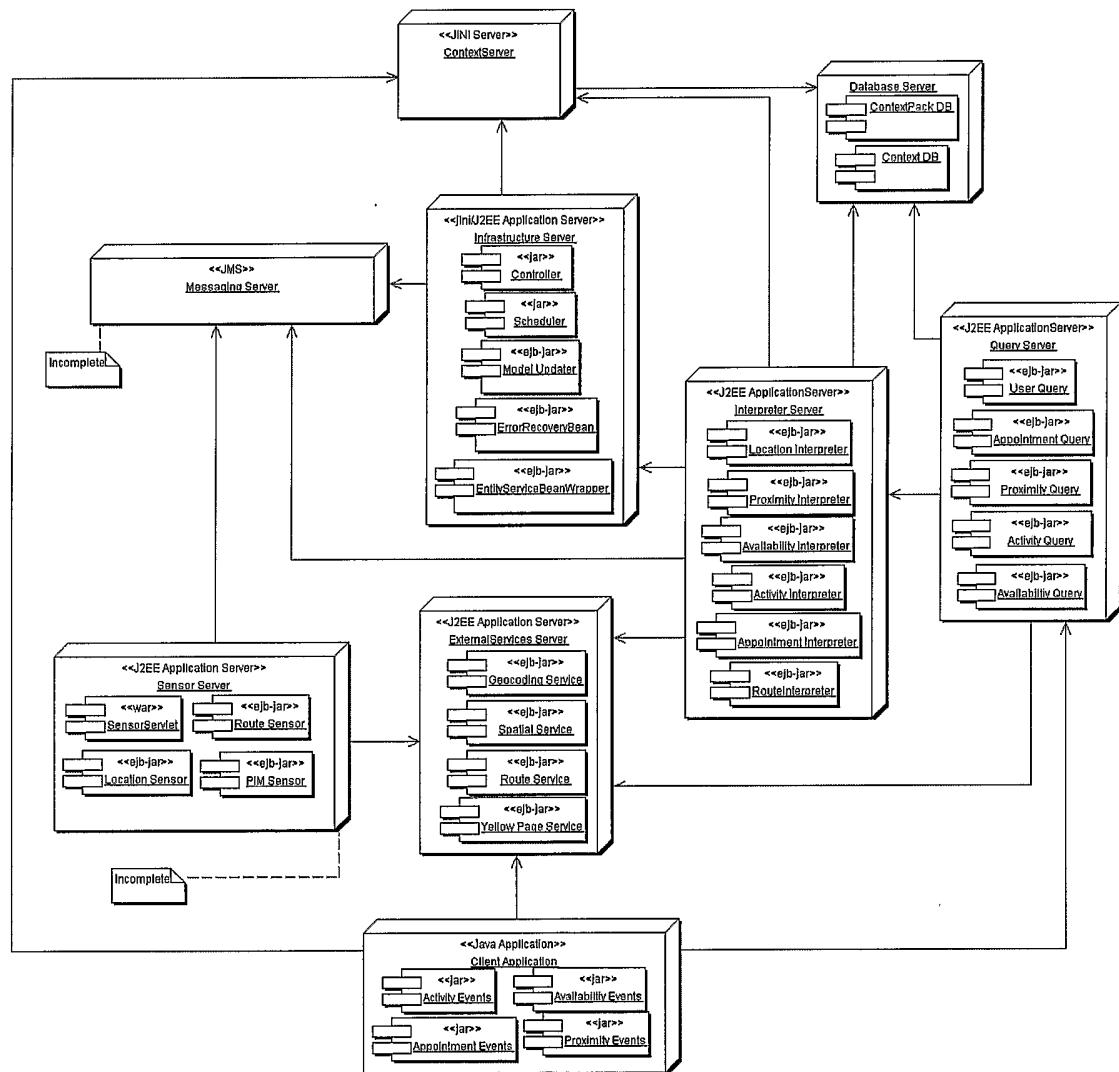 <<JINI Server>>
ContextServer
Database Server
ContextPack DB
Context DB
<<jini/J2EE Application Server>>
Infrastructure Server
<<jar>>
Controller
<<jar>>
Scheduler
<<ejb-jar>>
Model Updater
<<ejb-jar>>
ErrorRecoveryBean
<<ejb-jar>>
EntityServiceBeanWrapper
<<JMS>>
Messaging Server
Incomplete
<<J2EE ApplicationServer>>
Query Server
<<ejb-jar>>
User Query
<<ejb-jar>>
Appointment Query
<<ejb-jar>>
Proximity Query
<<ejb-jar>>
Activity Query
<<ejb-jar>>
Availability Query
<<J2EE ApplicationServer>>
Interpreter Server
<<ejb-jar>>
Location Interpreter
<<ejb-jar>>
Proximity Interpreter
<<ejb-jar>>
Availability Interpreter
<<ejb-jar>>
Activity Interpreter
<<ejb-jar>>
Appointment Interpreter
<<ejb-jar>>
RouteInterpreter
<<J2EE Application Server>>
ExternalServices Server
<<ejb-jar>>
Geocoding Service
<<ejb-jar>>
Spatial Service
<<ejb-jar>>
Route Service
<<ejb-jar>>
Yellow Page Service
<<J2EE Application Server>>
Sensor Server
<<war>>
SensorServlet
<<ejb-jar>>
Route Sensor
<<ejb-jar>>
Location Sensor
<<ejb-jar>>
PIM Sensor
Incomplete
<<Java Application>>
Client Application
<<jar>>
Activity Events
<<jar>>
Availability Events
<<jar>>
Appointment Events
<<jar>>
Proximity Events